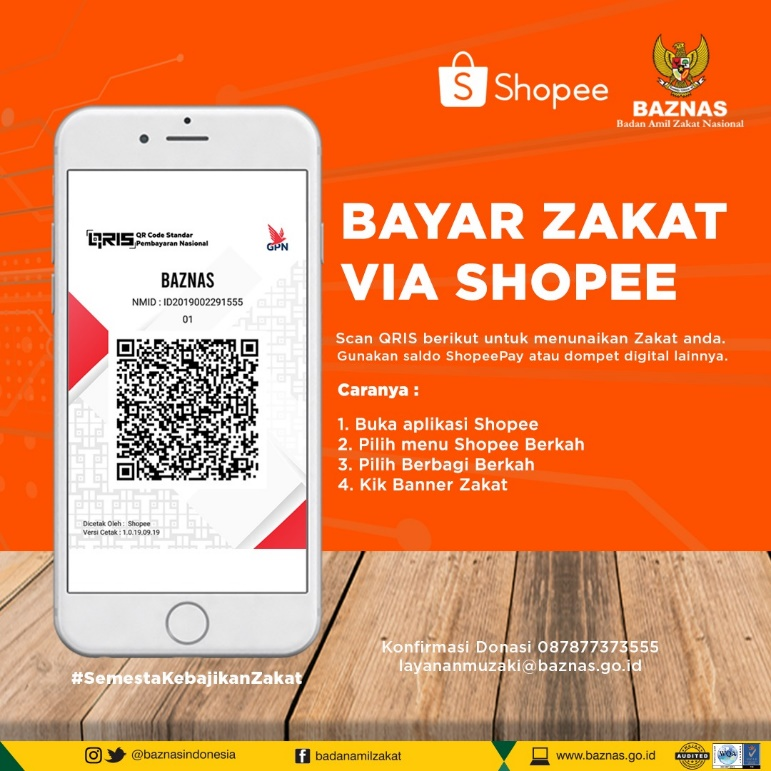 Shopee
BAZNAS
Badan Amil Zakat Nasional
QRIS QR Code Standar
Pembayaran Nasional
GPN
BAZNAS
NMID : ID2019002291555
01
Dicetak Oleh : Shopee
Versi Cetak : 1.0.19.09.19
BAYAR ZAKAT
VIA SHOPEE
Scan QRIS berikut untuk menunaikan Zakat anda.
Gunakan saldo ShopeePay atau dompet digital lainnya.
Caranya :
1. Buka aplikasi Shopee
2. Pilih menu Shopee Berkah
3. Pilih Berbagi Berkah
4. Kik Banner Zakat
Konfirmasi Donasi 087877373555
layananmuzaki@baznas.go.id
#SemestaKebajikanZakat
@baznasindonesia
badanamilzakat
www.baznas.go.id
AUDITED
WQA